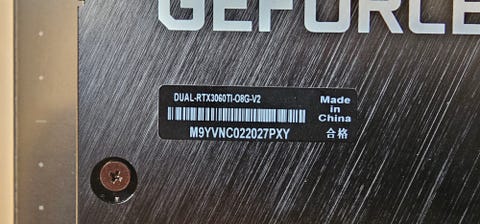 GEFORCE
DUAL-RTX3060TI-O8G-V2
Made in China
M9YVNC022027PXY
合格